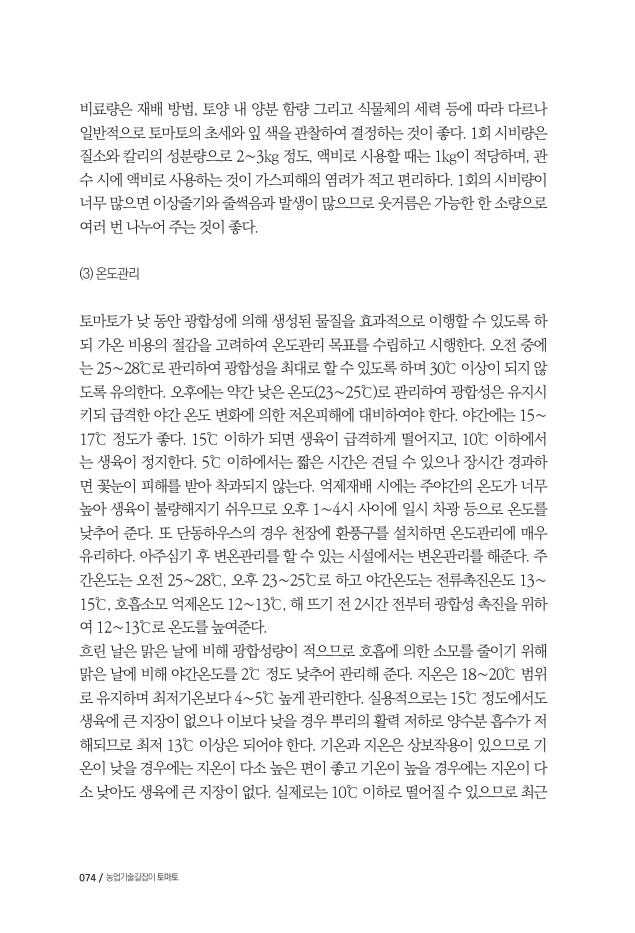 비료량은 재배 방법, 토양 내 양분 함량 그리고 식물체의 세력 등에 따라 다르나
일반적으로 토마토의 초세와 잎 색을 관찰하여 결정하는 것이 좋다. 1회 시비량은
질소와 칼리의 성분량으로 2~3kg 정도, 액비로 시용할 때는 1kg이 적당하며, 관
수 시에 액비로 사용하는 것이 가스피해의 염려가 적고 편리하다. 1회의 시비량이
너무 많으면 이상줄기와 줄썩음과 발생이 많으므로 웃거름은 가능한 한 소량으로
여러 번 나누어 주는 것이 좋다.
(3) 온도관리
토마토가 낮 동안 광합성에 의해 생성된 물질을 효과적으로 이행할 수 있도록 하
되 가온 비용의 절감을 고려하여 온도관리 목표를 수립하고 시행한다. 오전 중에
는 25~28℃로 관리하여 광합성을 최대로 할 수 있도록 하며 30℃ 이상이 되지 않
도록 유의한다. 오후에는 약간 낮은 온도(23~25℃)로 관리하여 광합성은 유지시
키되 급격한 야간 온도 변화에 의한 저온피해에 대비하여야 한다. 야간에는 15~
17℃ 정도가 좋다. 15℃ 이하가 되면 생육이 급격하게 떨어지고, 10℃ 이하에서
는 생육이 정지한다. 5℃ 이하에서는 짧은 시간은 견딜 수 있으나 장시간 경과하
면 꽃눈이 피해를 받아 착과되지 않는다. 억제재배 시에는 주야간의 온도가 너무
높아 생육이 불량해지기 쉬우므로 오후 1~4시 사이에 일시 차광 등으로 온도를
낮추어 준다. 또 단동하우스의 경우 천장에 환풍구를 설치하면 온도관리에 매우
유리하다. 아주심기 후 변온관리를 할 수 있는 시설에서는 변온관리를 해준다. 주
간온도는 오전 25~28℃, 오후 23~25℃로 하고 야간온도는 전류촉진온도 13~
15℃, 호흡소모 억제온도 12~13℃, 해 뜨기 전 2시간 전부터 광합성 촉진을 위하
여 12~13℃로 온도를 높여준다.
흐린 날은 맑은 날에 비해 광합성량이 적으므로 호흡에 의한 소모를 줄이기 위해
맑은 날에 비해 야간온도를 2℃ 정도 낮추어 관리해 준다. 지온은 18~20℃ 범위
로 유지하며 최저기온보다 4~5℃ 높게 관리한다. 실용적으로는 15℃ 정도에서도
생육에 큰 지장이 없으나 이보다 낮을 경우 뿌리의 활력 저하로 양수분 흡수가 저
해되므로 최저 13℃ 이상은 되어야 한다. 기온과 지온은 상보작용이 있으므로 기
온이 낮을 경우에는 지온이 다소 높은 편이 좋고 기온이 높을 경우에는 지온이 다
소 낮아도 생육에 큰 지장이 없다. 실제로는 10℃ 이하로 떨어질 수 있으므로 최근
074 / 농업기술길잡이 토마토